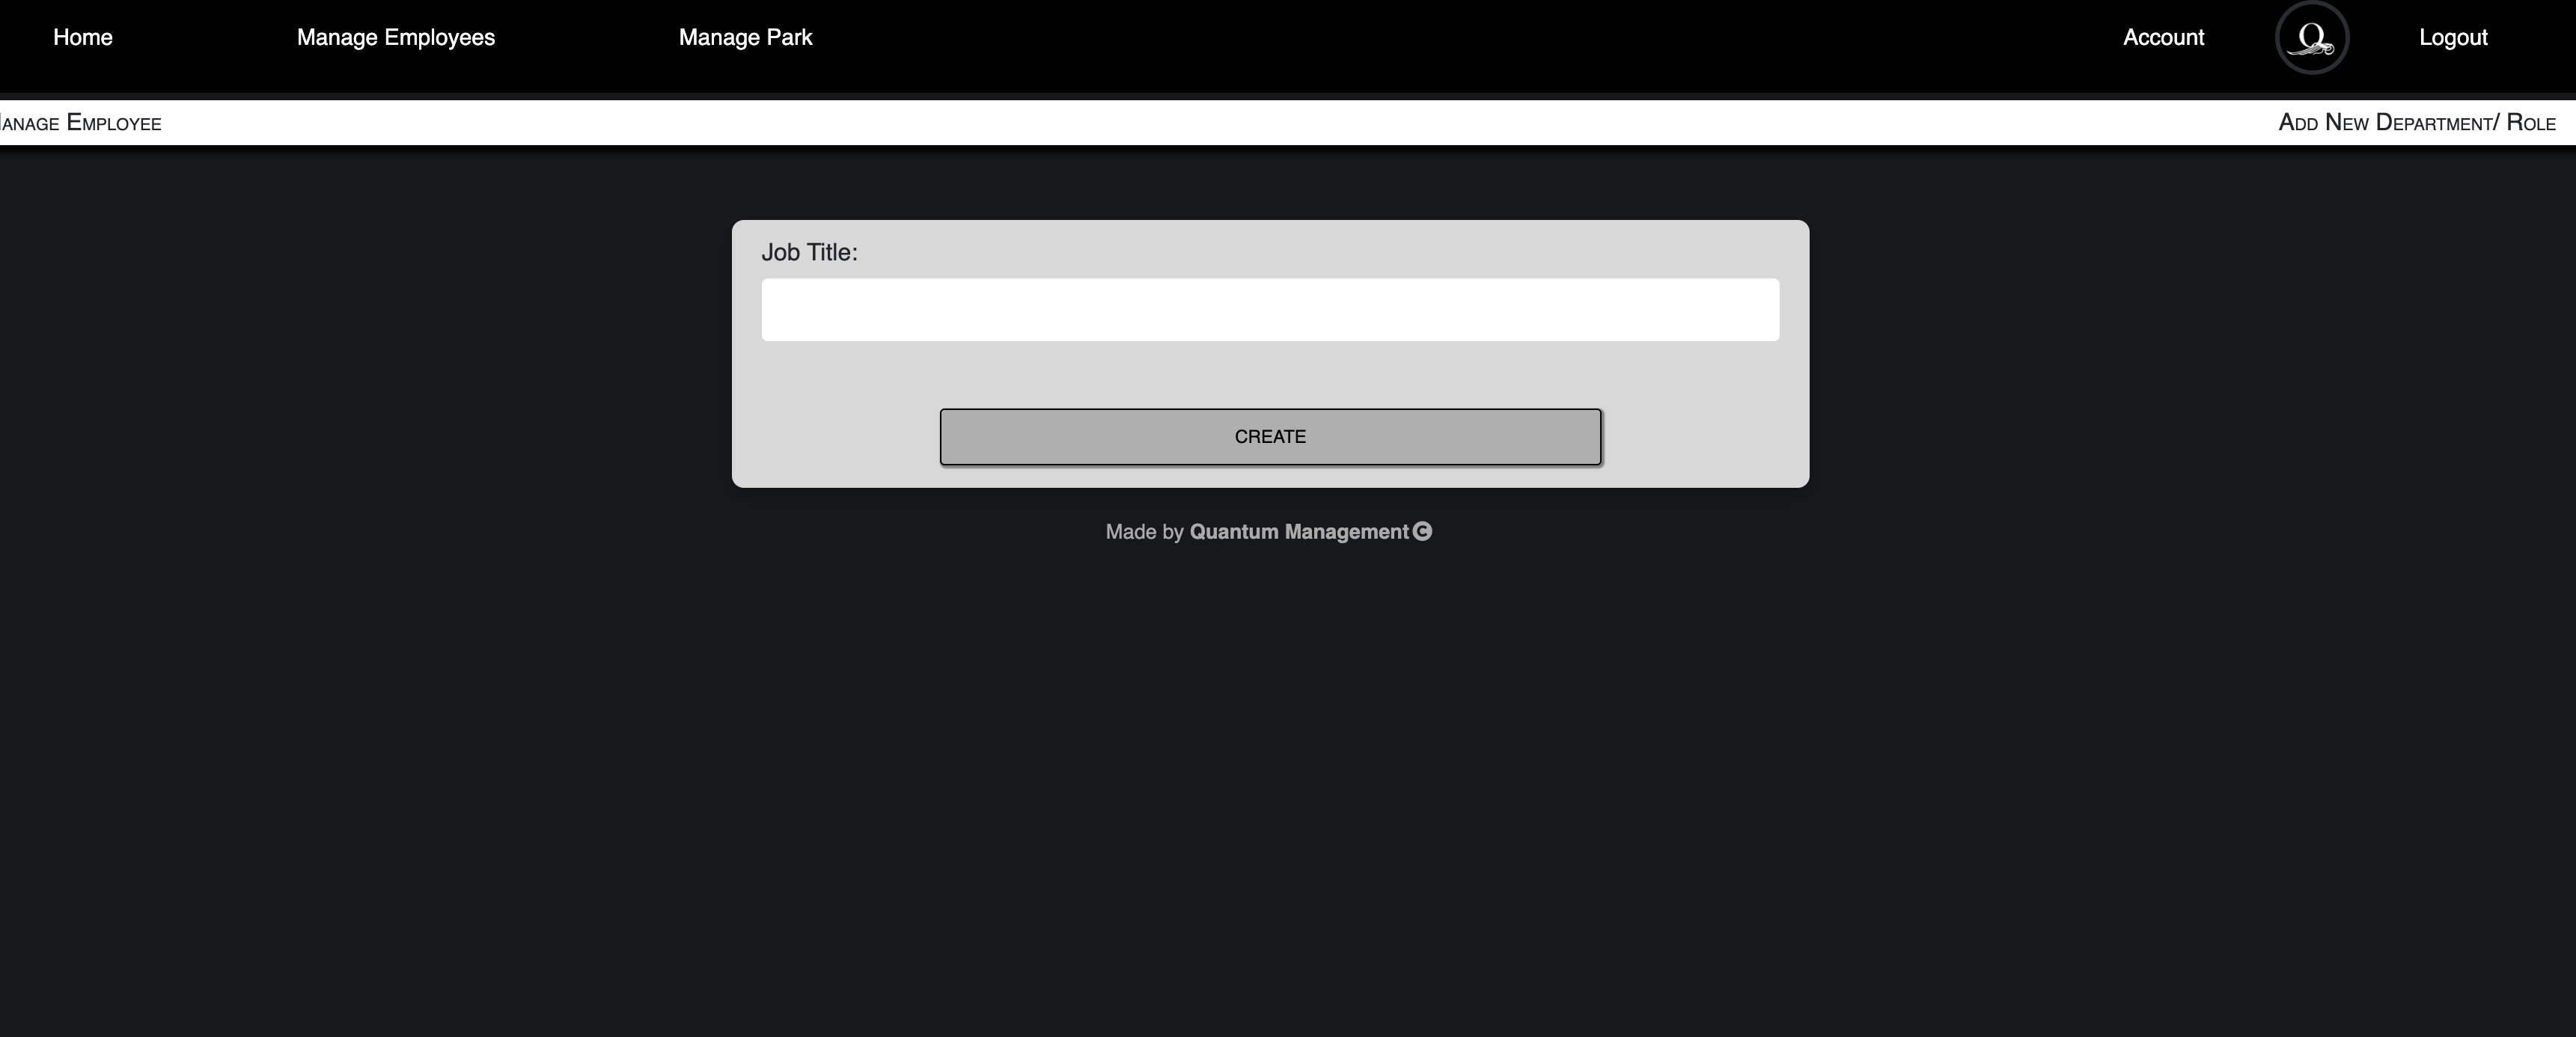 Home Manage Employees Manage Park Account Q Logout
anage Employee Add New Department/ Role
Job Title:
CREATE
Made by Quantum Management©